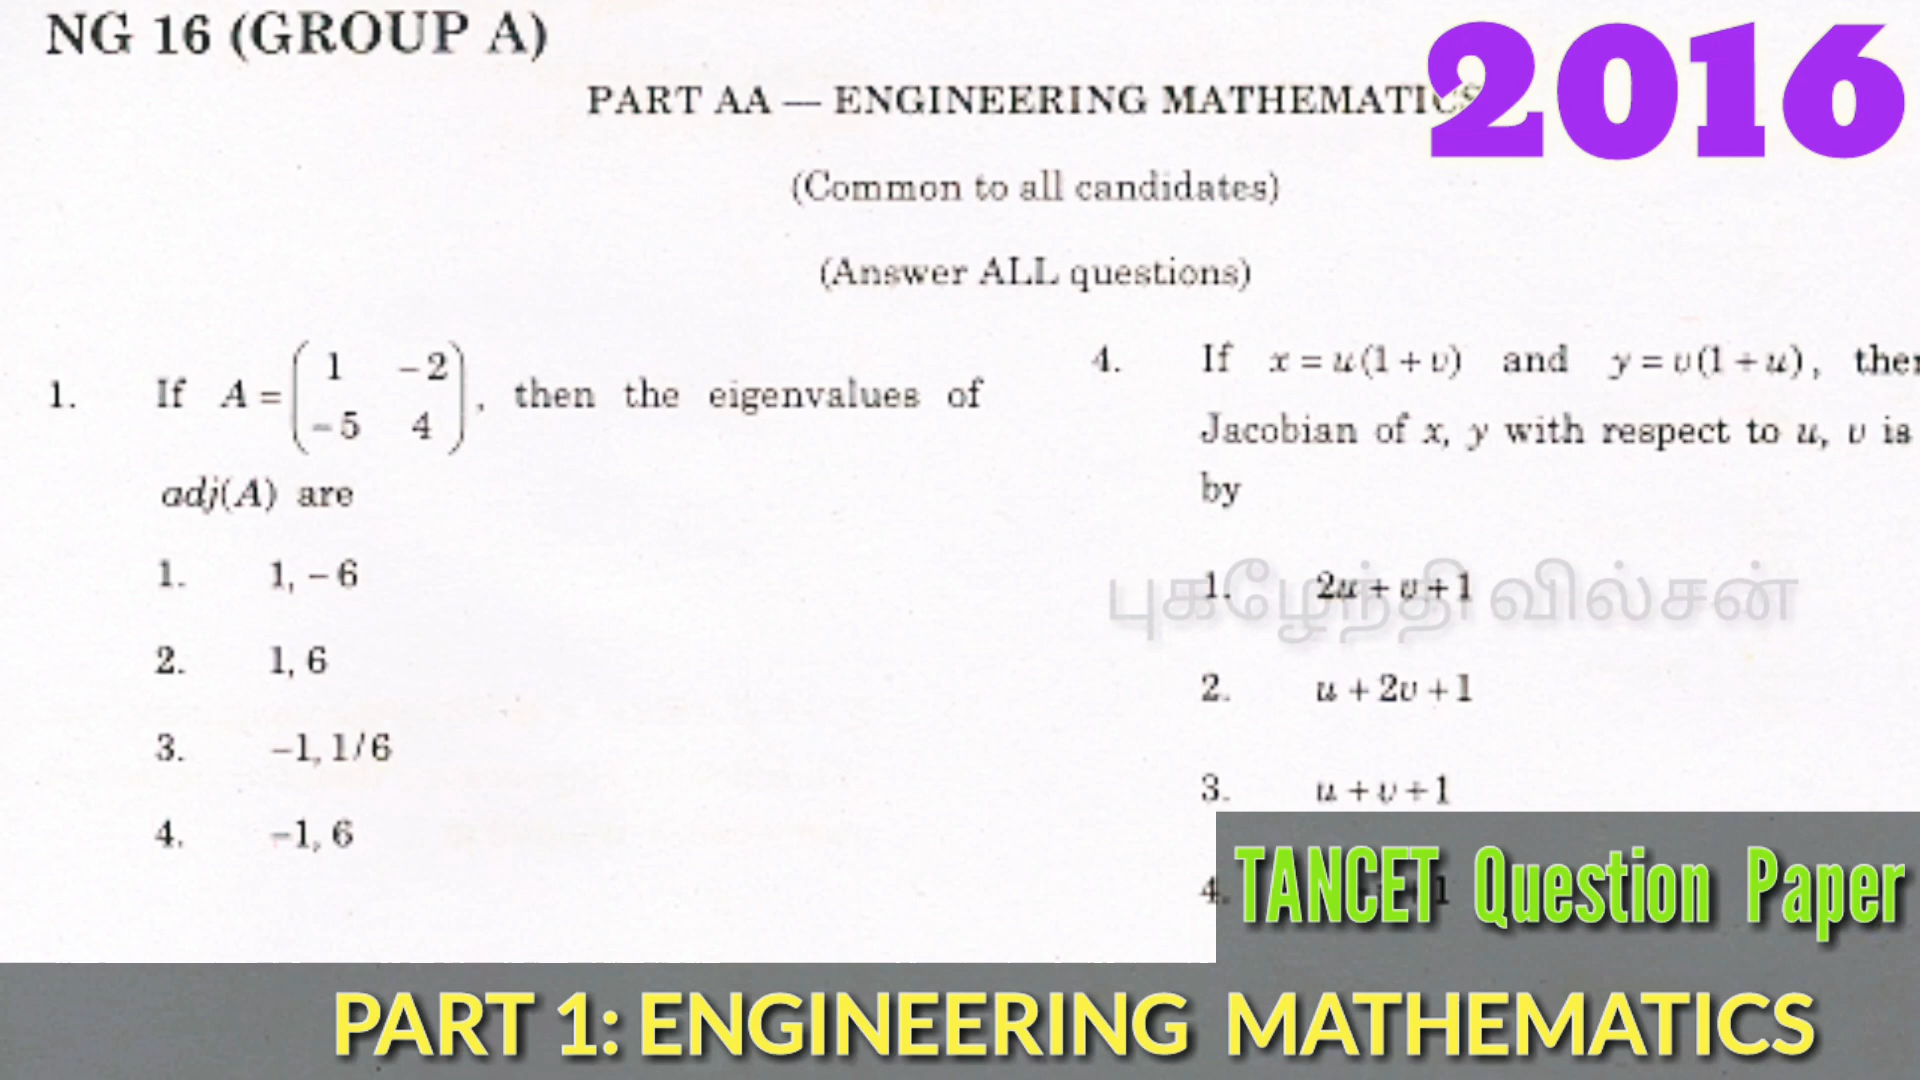 NG 16 (GROUP A)
2016
PART AA — ENGINEERING MATHEMATICS
(Common to all candidates)
(Answer ALL questions)
1. If A = ( 1 −2
−5 4 ), then the eigenvalues of
adj(A) are
1. 1, −6
2. 1, 6
3. −1, 1/6
4. −1, 6
4. If x = u(1+v) and y = v(1+u),
Jacobian of x, y with respect to u, v is
by
1. 2u + v + 1
2. u + 2v + 1
3. u + v + 1
4. 1
புகழேந்தி வில்சன்
TANCET Question Paper
PART 1: ENGINEERING MATHEMATICS